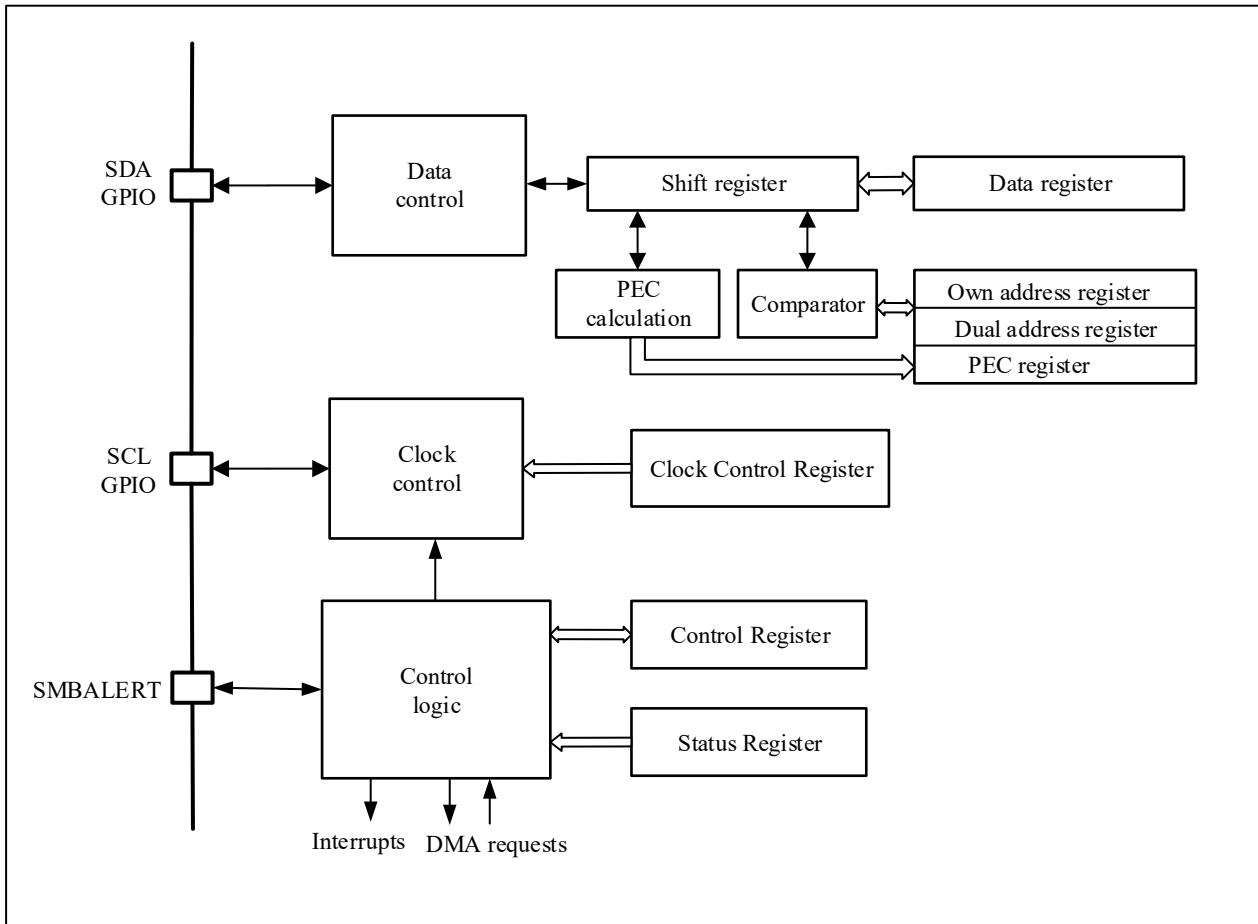 SDA
GPIO
Data
control
Shift register
Data register
PEC
calculation
Comparator
Own address register
Dual address register
PEC register
SCL
GPIO
Clock
control
Clock Control Register
SMBALERT
Control
logic
Control Register
Status Register
Interrupts
DMA requests